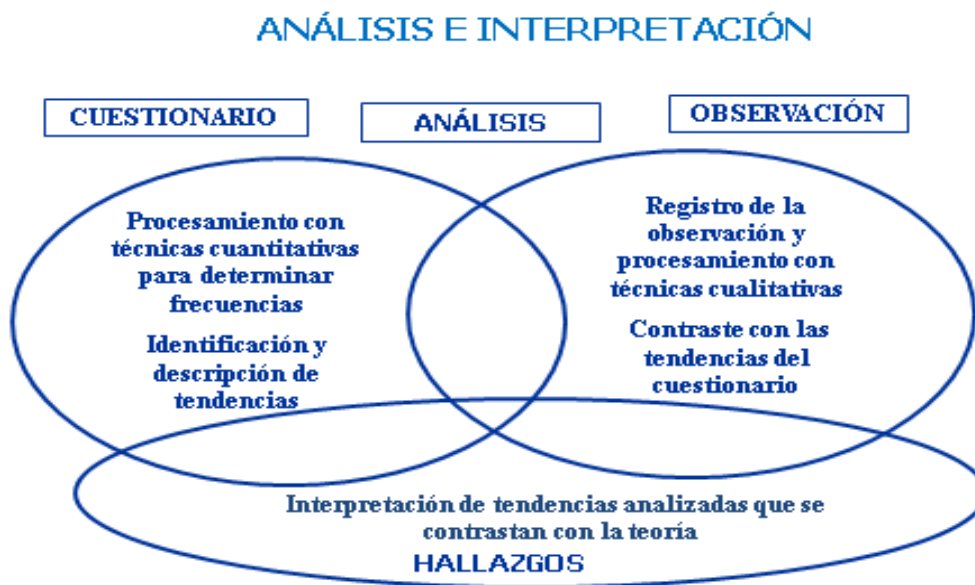 ANÁLISIS E INTERPRETACIÓN
CUESTIONARIO
ANÁLISIS
OBSERVACIÓN
Procesamiento con
técnicas cuantitativas
para determinar
frecuencias
Identificación y
descripción de
tendencias
Registro de la
observación y
procesamiento con
técnicas cualitativas
Contraste con las
tendencias del
cuestionario
Interpretación de tendencias analizadas que se
contrastan con la teoría
HALLAZGOS